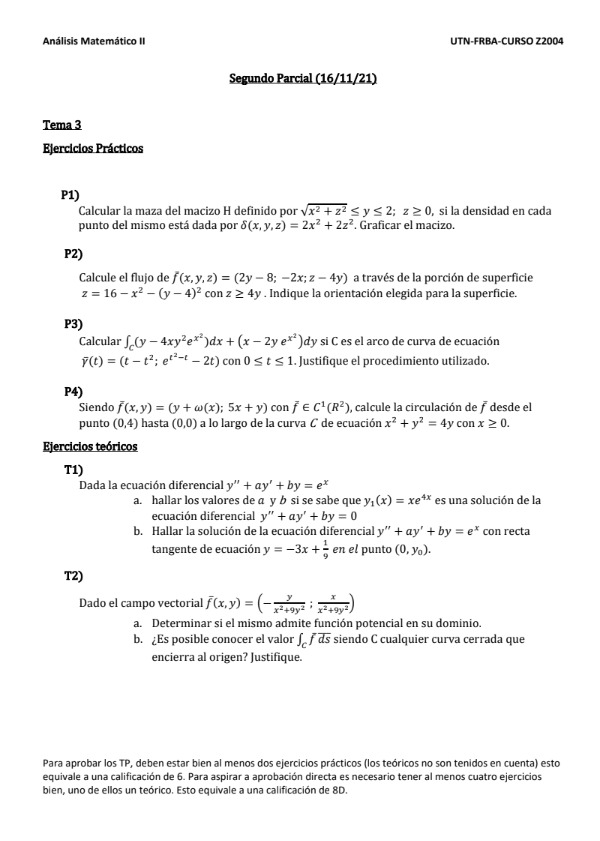 Análisis Matemático II UTN-FRBA-CURSO Z2004
Segundo Parcial (16/11/21)
Tema 3
Ejercicios Prácticos
P1)
Calcular la maza del macizo H definido por √(x² + z²) ≤ y ≤ 2; z ≥ 0, si la densidad en cada
punto del mismo está dada por δ(x, y, z) = 2x² + 2z². Graficar el macizo.
P2)
Calcule el flujo de f̄(x, y, z) = (2y − 8; −2x; z − 4y) a través de la porción de superficie
z = 16 − x² − (y − 4)² con z ≥ 4y . Indique la orientación elegida para la superficie.
P3)
Calcular ∫_C(y − 4xy²e^{x²})dx + (x − 2y e^{x²})dy si C es el arco de curva de ecuación
γ̄(t) = (t − t²; e^{t²−t} − 2t) con 0 ≤ t ≤ 1. Justifique el procedimiento utilizado.
P4)
Siendo f̄(x, y) = (y + ω(x); 5x + y) con f̄ ∈ C¹(R²), calcule la circulación de f̄ desde el
punto (0,4) hasta (0,0) a lo largo de la curva C de ecuación x² + y² = 4y con x ≥ 0.
Ejercicios teóricos
T1)
Dada la ecuación diferencial y'' + ay' + by = e^x
a. hallar los valores de a y b si se sabe que y₁(x) = xe^{4x} es una solución de la
ecuación diferencial y'' + ay' + by = 0
b. Hallar la solución de la ecuación diferencial y'' + ay' + by = e^x con recta
tangente de ecuación y = −3x + 1/9 en el punto (0, y₀).
T2)
Dado el campo vectorial f̄(x, y) = (− y/(x²+9y²) ; x/(x²+9y²))
a. Determinar si el mismo admite función potencial en su dominio.
b. ¿Es posible conocer el valor ∫_C f̄ d̄s̄ siendo C cualquier curva cerrada que
encierra al origen? Justifique.
Para aprobar los TP, deben estar bien al menos dos ejercicios prácticos (los teóricos no son tenidos en cuenta) esto
equivale a una calificación de 6. Para aspirar a aprobación directa es necesario tener al menos cuatro ejercicios
bien, uno de ellos un teórico. Esto equivale a una calificación de 8D.